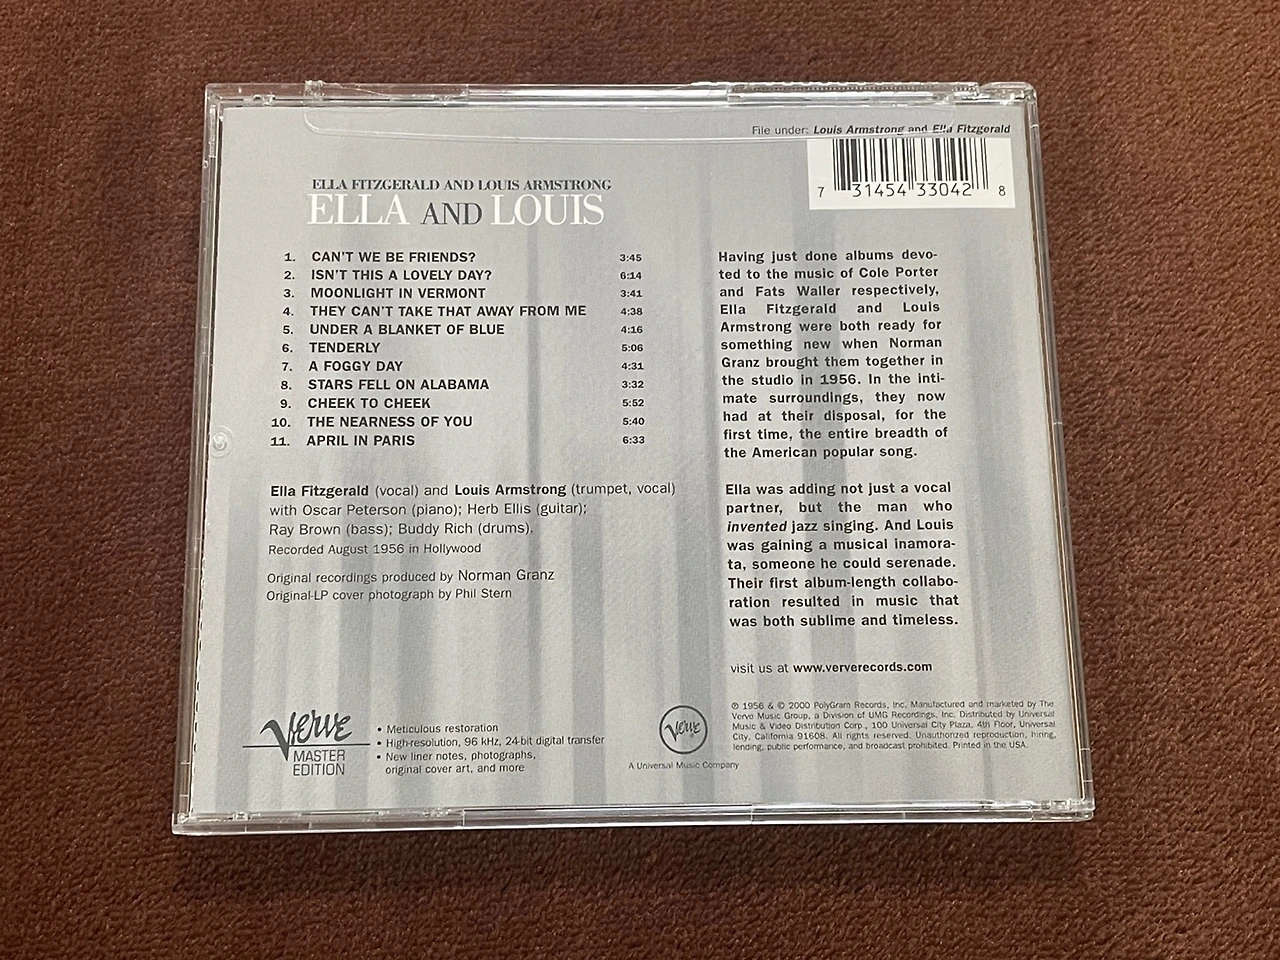 File under: Louis Armstrong and Ella Fitzgerald
7 31454 33042 8
ELLA FITZGERALD AND LOUIS ARMSTRONG
ELLA AND LOUIS
1. CAN'T WE BE FRIENDS? 3:45
2. ISN'T THIS A LOVELY DAY? 6:14
3. MOONLIGHT IN VERMONT 3:41
4. THEY CAN'T TAKE THAT AWAY FROM ME 4:38
5. UNDER A BLANKET OF BLUE 4:16
6. TENDERLY 5:06
7. A FOGGY DAY 4:31
8. STARS FELL ON ALABAMA 3:32
9. CHEEK TO CHEEK 5:52
10. THE NEARNESS OF YOU 5:40
11. APRIL IN PARIS 6:33
Ella Fitzgerald (vocal) and Louis Armstrong (trumpet, vocal)
with Oscar Peterson (piano); Herb Ellis (guitar);
Ray Brown (bass); Buddy Rich (drums).
Recorded August 1956 in Hollywood
Original recordings produced by Norman Granz
Original-LP cover photograph by Phil Stern
Having just done albums devo-
ted to the music of Cole Porter
and Fats Waller respectively,
Ella Fitzgerald and Louis
Armstrong were both ready for
something new when Norman
Granz brought them together in
the studio in 1956. In the inti-
mate surroundings, they now
had at their disposal, for the
first time, the entire breadth of
the American popular song.
Ella was adding not just a vocal
partner, but the man who
invented jazz singing. And Louis
was gaining a musical inamora-
ta, someone he could serenade.
Their first album-length collabo-
ration resulted in music that
was both sublime and timeless.
visit us at www.ververecords.com
Verve
MASTER
EDITION
• Meticulous restoration
• High-resolution, 96 kHz, 24-bit digital transfer
• New liner notes, photographs,
original cover art, and more
Verve
A Universal Music Company
℗ 1956 & © 2000 PolyGram Records, Inc. Manufactured and marketed by The
Verve Music Group, a Division of UMG Recordings, Inc. Distributed by Universal
Music & Video Distribution Corp., 100 Universal City Plaza, 4th Floor, Universal
City, California 91608. All rights reserved. Unauthorized reproduction, hiring,
lending, public performance, and broadcast prohibited. Printed in the USA.